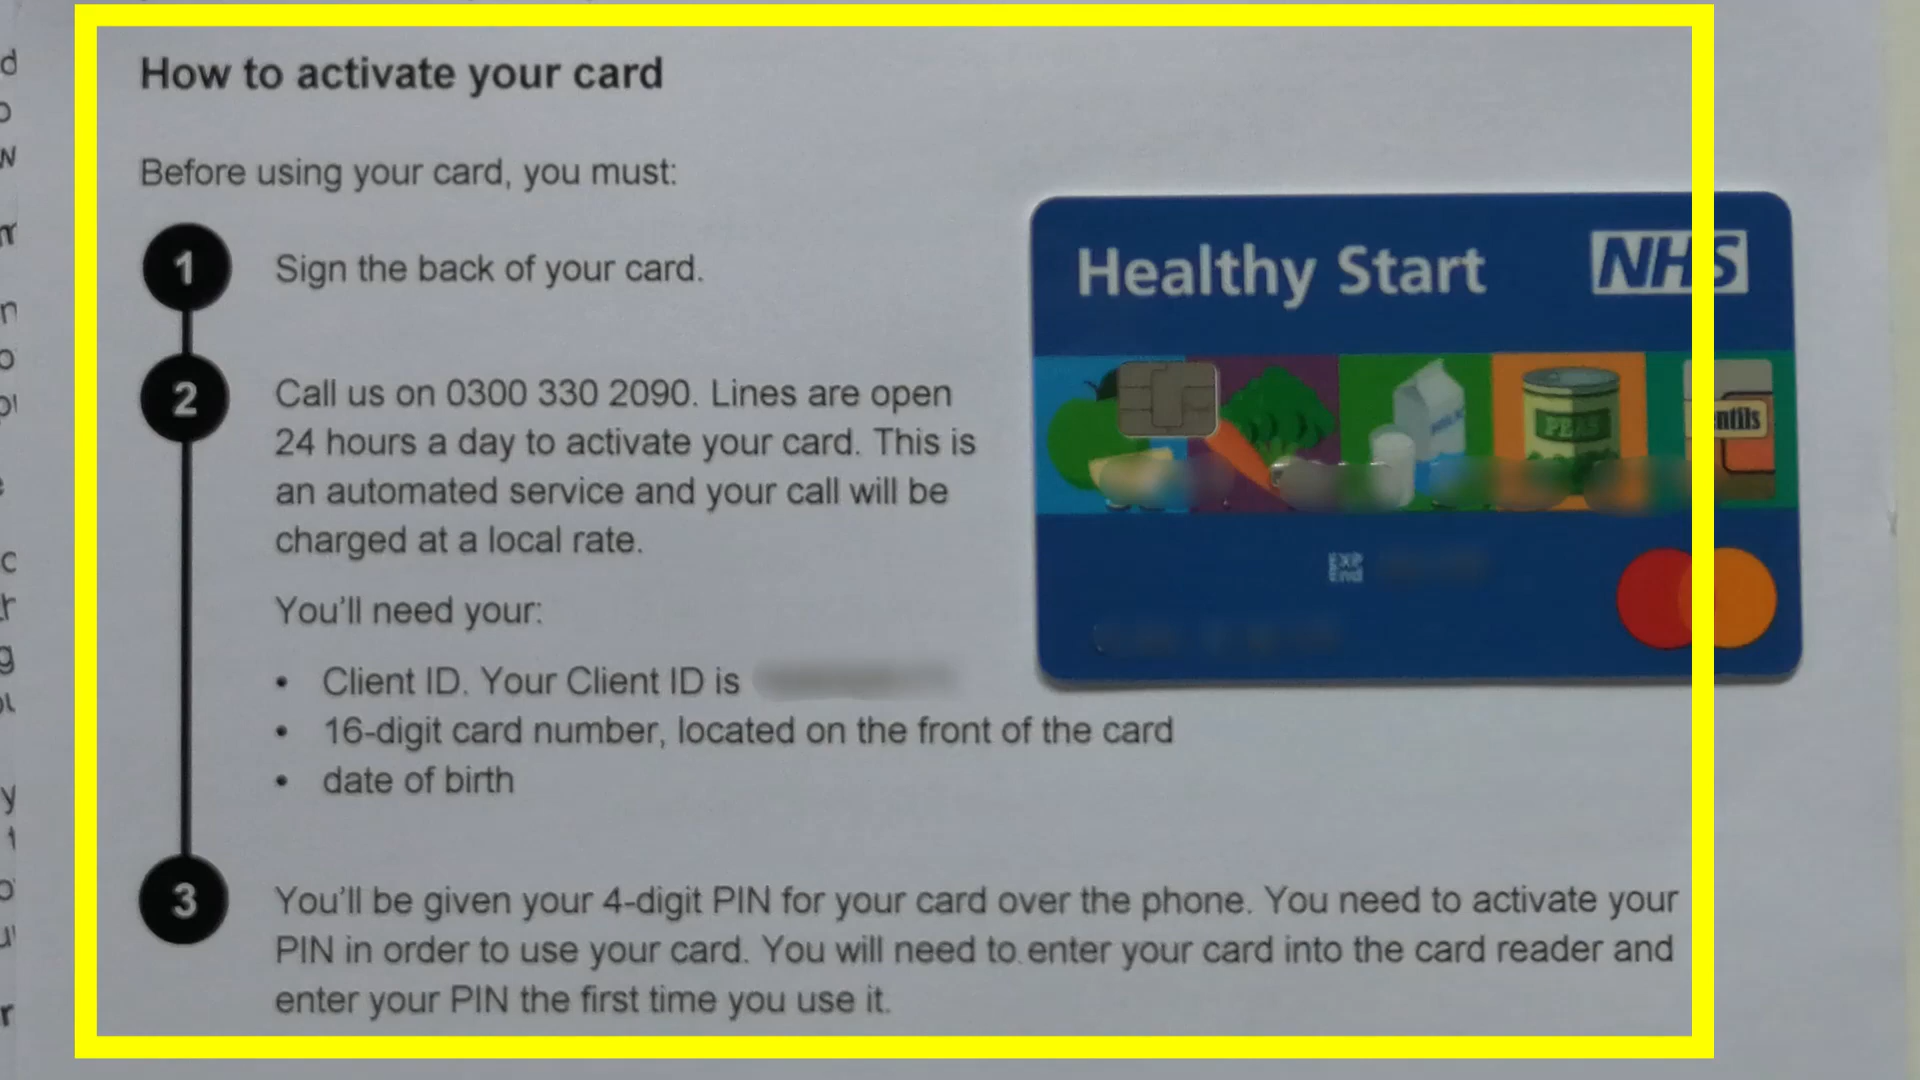 How to activate your card
Before using your card, you must:
1
Sign the back of your card.
2
Call us on 0300 330 2090. Lines are open
24 hours a day to activate your card. This is
an automated service and your call will be
charged at a local rate.
You'll need your:
• Client ID. Your Client ID is
• 16-digit card number, located on the front of the card
• date of birth
3
You'll be given your 4-digit PIN for your card over the phone. You need to activate your
PIN in order to use your card. You will need to enter your card into the card reader and
enter your PIN the first time you use it.
Healthy Start
NHS
MILK
PEAS
ntils
EXP
End